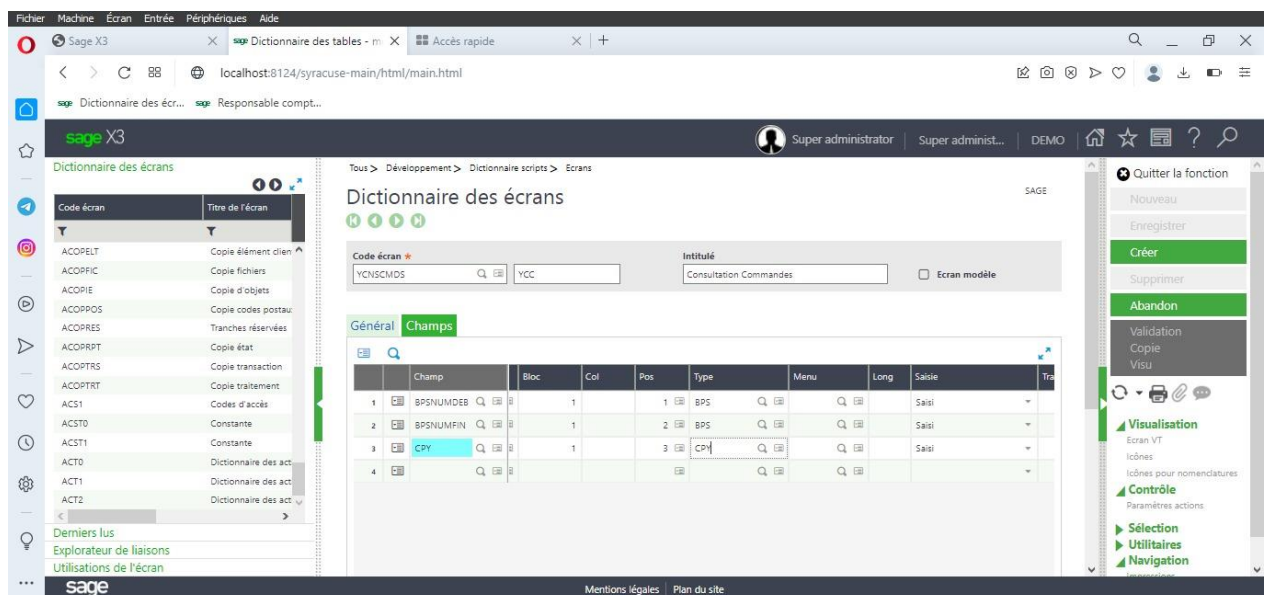 Fichier Machine Écran Entrée Périphériques Aide
Sage X3 sage Dictionnaire des tables - m Accès rapide
localhost:8124/syracuse-main/html/main.html
sage Dictionnaire des écr... sage Responsable compt...
sage X3 Super administrator Super administ... DEMO
Dictionnaire des écrans
Code écran Titre de l'écran
ACOPELT Copie élément clien
ACOPFIC Copie fichiers
ACOPIE Copie d'objets
ACOPPOS Copie codes postau
ACOPRES Tranches réservées
ACOPRPT Copie état
ACOPTRS Copie transaction
ACOPTRT Copie traitement
ACS1 Codes d'accès
ACST0 Constante
ACST1 Constante
ACT0 Dictionnaire des act
ACT1 Dictionnaire des act
ACT2 Dictionnaire des act
Derniers lus
Explorateur de liaisons
Utilisations de l'écran
Tous > Développement > Dictionnaire scripts > Ecrans
Dictionnaire des écrans
SAGE
Code écran * Intitulé
YCNSCMDS YCC Consultation Commandes Ecran modèle
Général Champs
Champ Bloc Col Pos Type Menu Long Saisie Tra
1 BPSNUMDEB 1 1 BPS Saisi
2 BPSNUMFIN 1 2 BPS Saisi
3 CPY 1 3 CPY Saisi
4
Quitter la fonction
Nouveau
Enregistrer
Créer
Supprimer
Abandon
Validation
Copie
Visu
Visualisation
Ecran VT
Icônes
Icônes pour nomenclatures
Contrôle
Paramètres actions
Sélection
Utilitaires
Navigation
Impressions
sage Mentions légales Plan du site